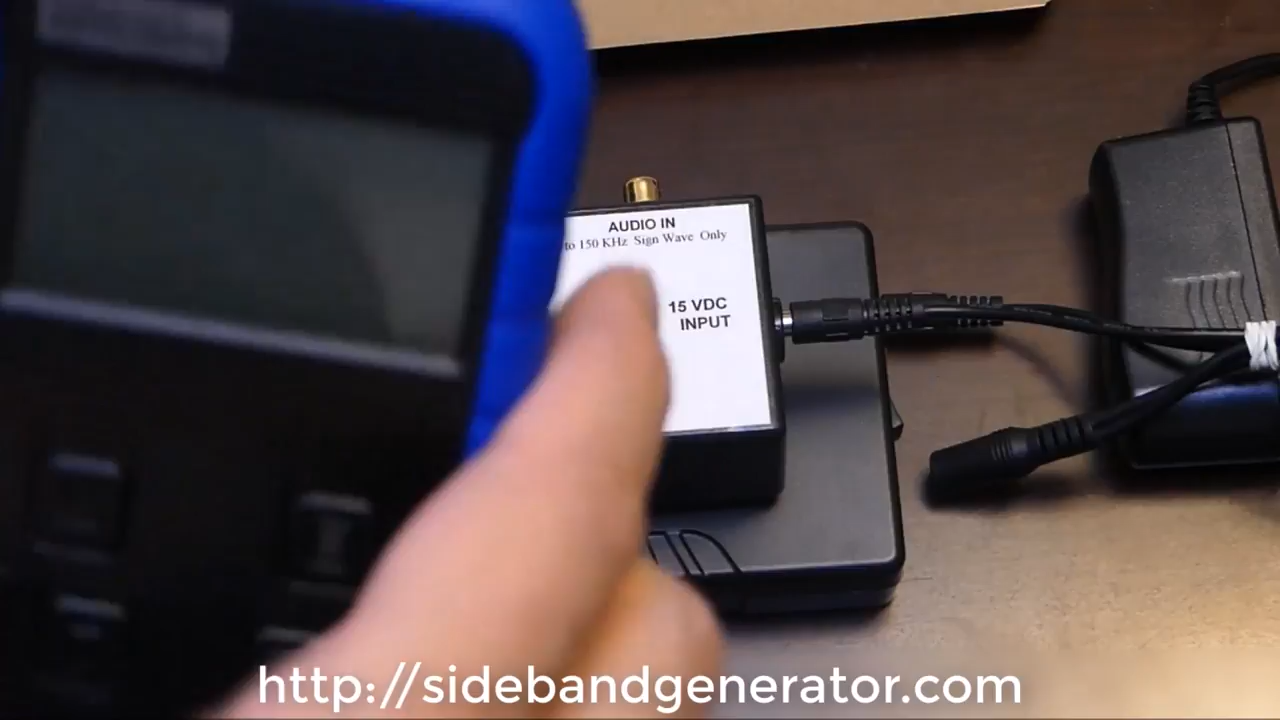 AUDIO IN
to 150 KHz Sign Wave Only
15 VDC
INPUT
http://sidebandgenerator.com